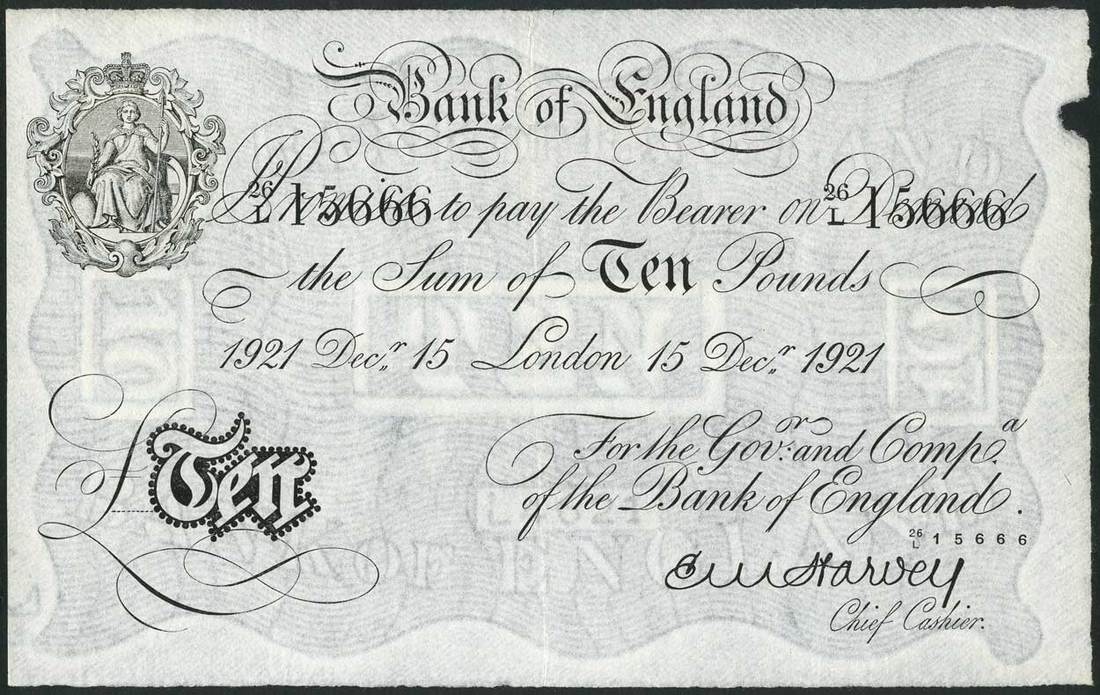 Bank of England
26/L 15666 26/L 15666
I Promise to pay the Bearer on Demand
the Sum of Ten Pounds
1921 Decr. 15 London 15 Decr. 1921
£ Ten
For the Govr. and Compa.
of the Bank of England.
26/L 15666
E M Harvey
Chief Cashier.